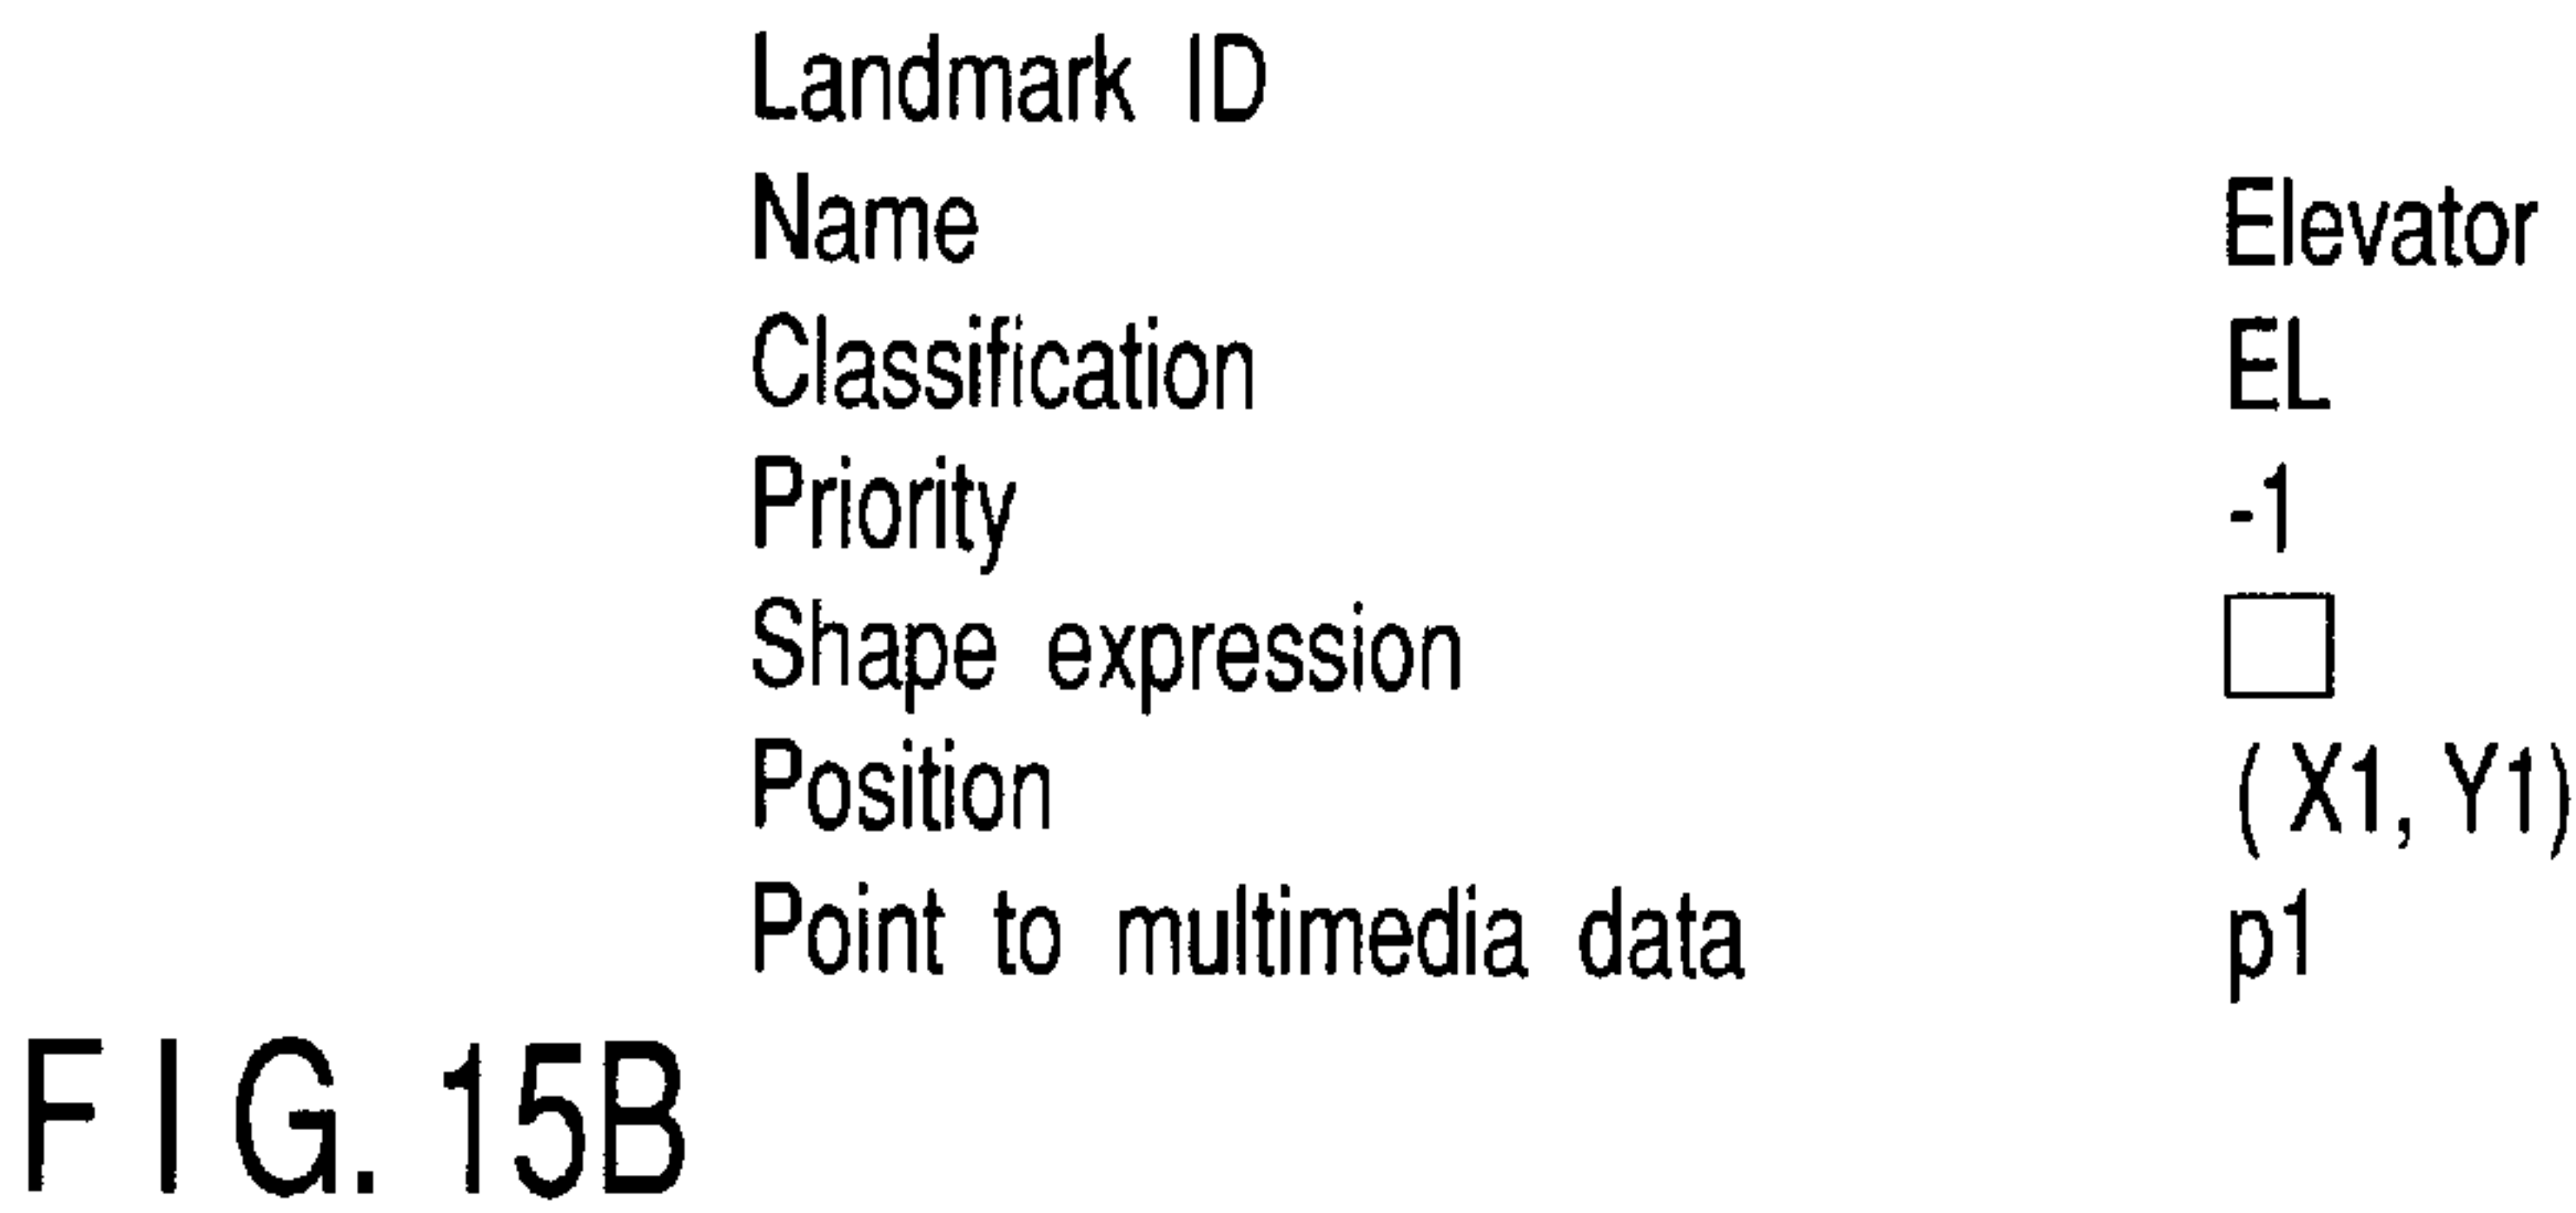 Landmark ID
Name Elevator
Classification EL
Priority -1
Shape expression
Position ( X1, Y1)
Point to multimedia data p1
FIG. 15B